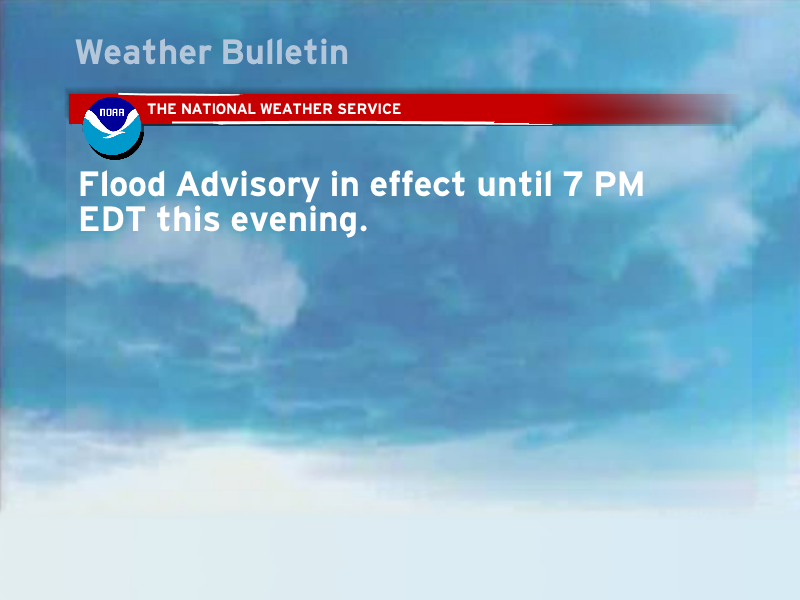 Weather Bulletin
NOAA
THE NATIONAL WEATHER SERVICE
Flood Advisory in effect until 7 PM
EDT this evening.